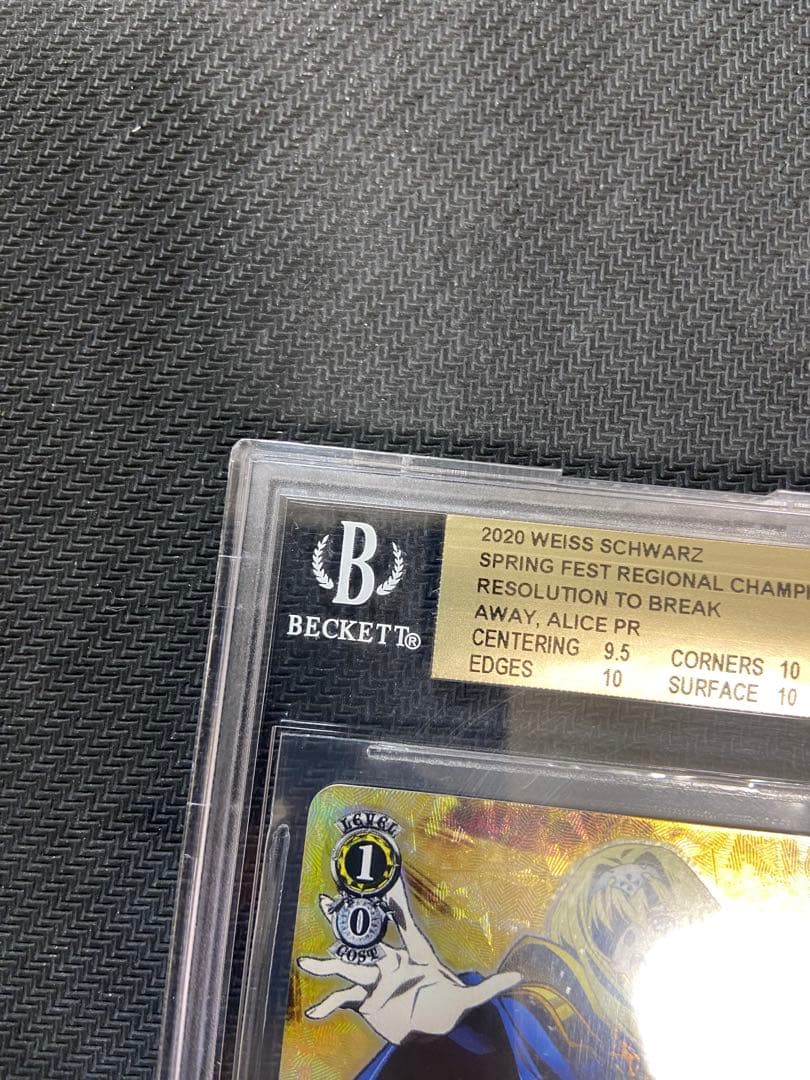 B
BECKETT®
2020 WEISS SCHWARZ
SPRING FEST REGIONAL CHAMPI
RESOLUTION TO BREAK
AWAY, ALICE PR
CENTERING 9.5 CORNERS 10
EDGES 10 SURFACE 10
LEVEL
1
0
COST